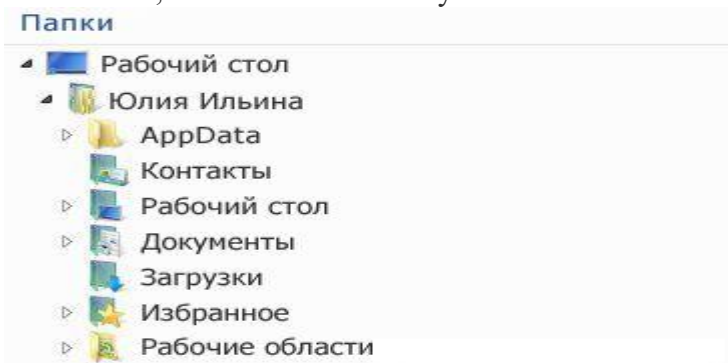 Папки
Рабочий стол
Юлия Ильина
AppData
Контакты
Рабочий стол
Документы
Загрузки
Избранное
Рабочие области